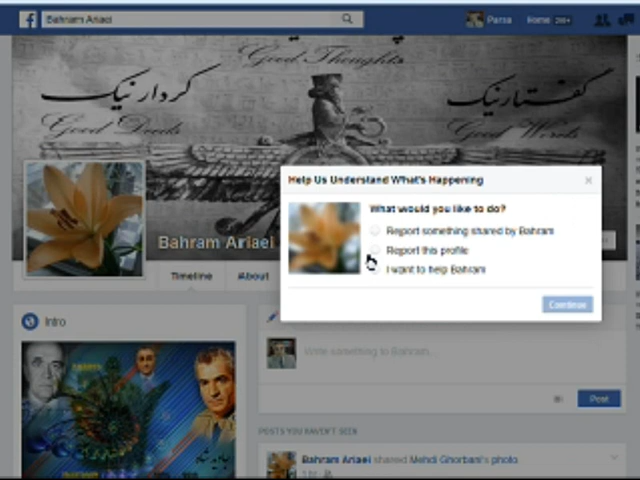 Bahram Ariaei
Parsa
Home
Good Thoughts
کردار نیک
گفتار نیک
Good Deeds
Good Words
Help Us Understand What's Happening
What would you like to do?
Report something shared by Bahram
Report this profile
I want to help Bahram
Continue
Bahram Ariaei
Timeline
About
Intro
Write something to Bahram...
Post
POSTS YOU HAVEN'T SEEN
Bahram Ariaei shared Mehdi Ghorbani's photo.
جاوید شاه